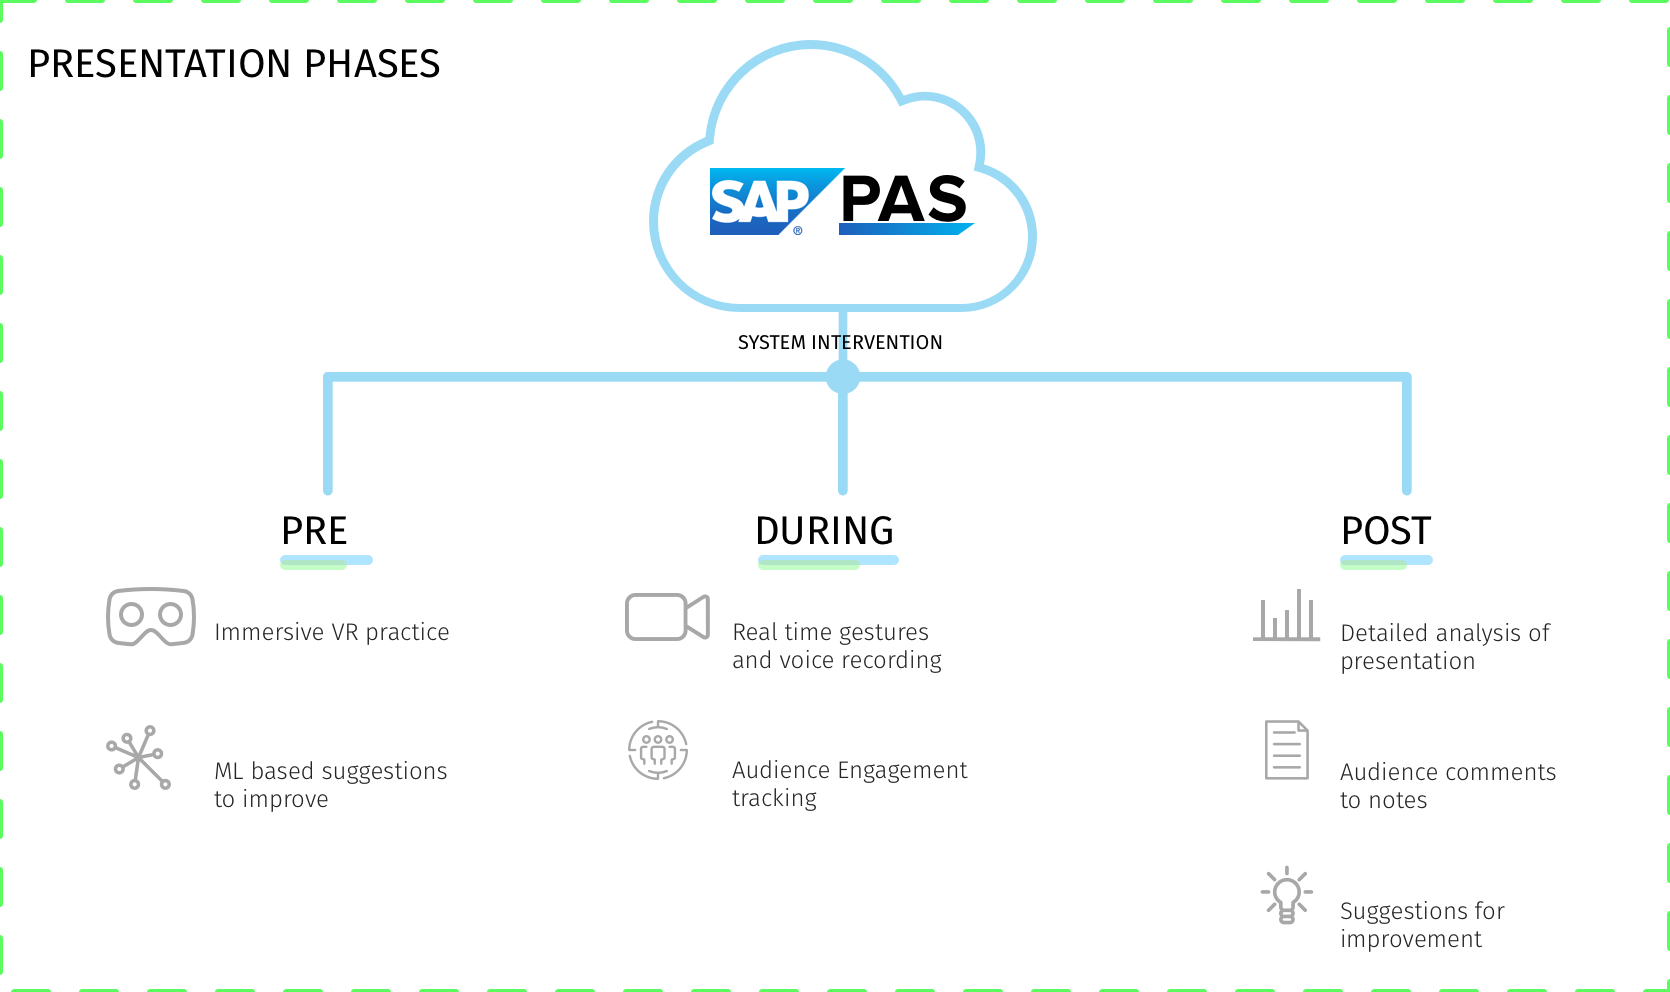 PRESENTATION PHASES
SAP
®
PAS
SYSTEM INTERVENTION
PRE
Immersive VR practice
ML based suggestions
to improve
DURING
Real time gestures
and voice recording
Audience Engagement
tracking
POST
Detailed analysis of
presentation
Audience comments
to notes
Suggestions for
improvement